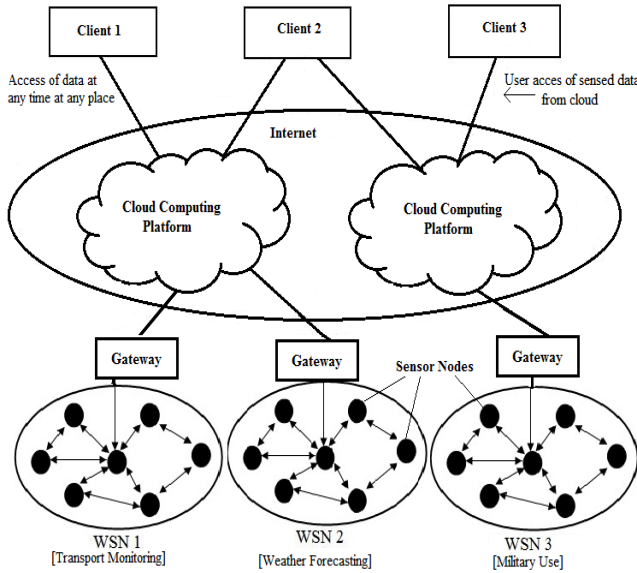 Client 1
Client 2
Client 3
Access of data at
any time at any place
User acces of sensed data
from cloud
Internet
Cloud Computing
Platform
Cloud Computing
Platform
Gateway
Gateway
Gateway
Sensor Nodes
WSN 1
[Transport Monitoring]
WSN 2
[Weather Forecasting]
WSN 3
[Military Use]